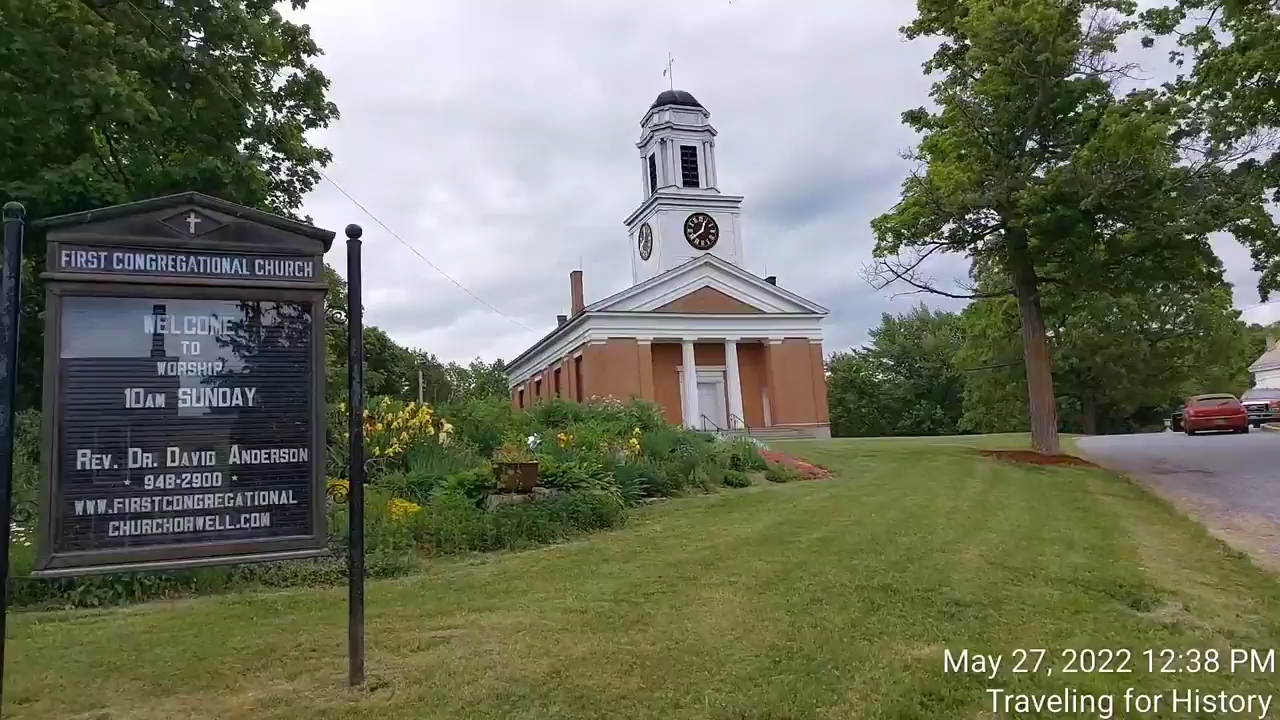 FIRST CONGREGATIONAL CHURCH
WELCOME
TO
WORSHIP
10AM SUNDAY
REV. DR. DAVID ANDERSON
* 948-2900 *
WWW.FIRSTCONGREGATIONAL
CHURCHORWELL.COM
May 27, 2022 12:38 PM
Traveling for History